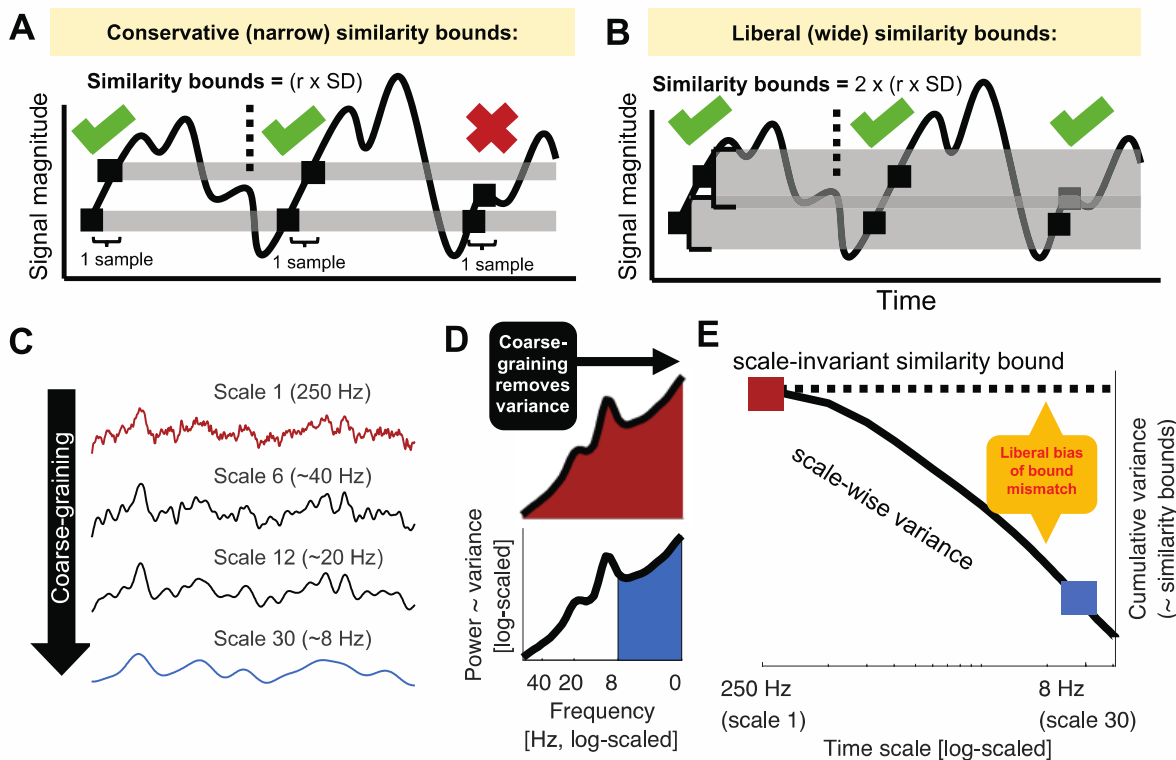 A
Conservative (narrow) similarity bounds:
Similarity bounds = (r x SD)
Signal magnitude
1 sample
1 sample
1 sample
B
Liberal (wide) similarity bounds:
Similarity bounds = 2 x (r x SD)
Signal magnitude
Time
C
Coarse-graining
Scale 1 (250 Hz)
Scale 6 (~40 Hz)
Scale 12 (~20 Hz)
Scale 30 (~8 Hz)
D
Coarse-
graining
removes
variance
Power ~ variance
[log-scaled]
40 20 8 0
Frequency
[Hz, log-scaled]
E
scale-invariant similarity bound
scale-wise variance
Liberal bias
of bound
mismatch
Cumulative variance
(~ similarity bounds)
250 Hz
(scale 1)
8 Hz
(scale 30)
Time scale [log-scaled]